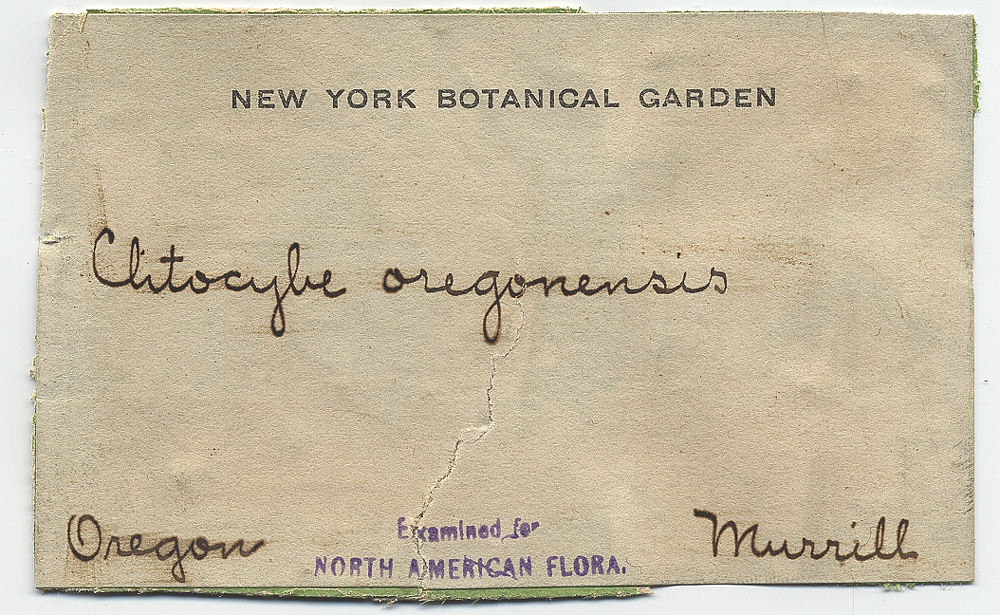 NEW YORK BOTANICAL GARDEN
Clitocybe oregonensis
Examined for
NORTH AMERICAN FLORA.
Oregon Murrill